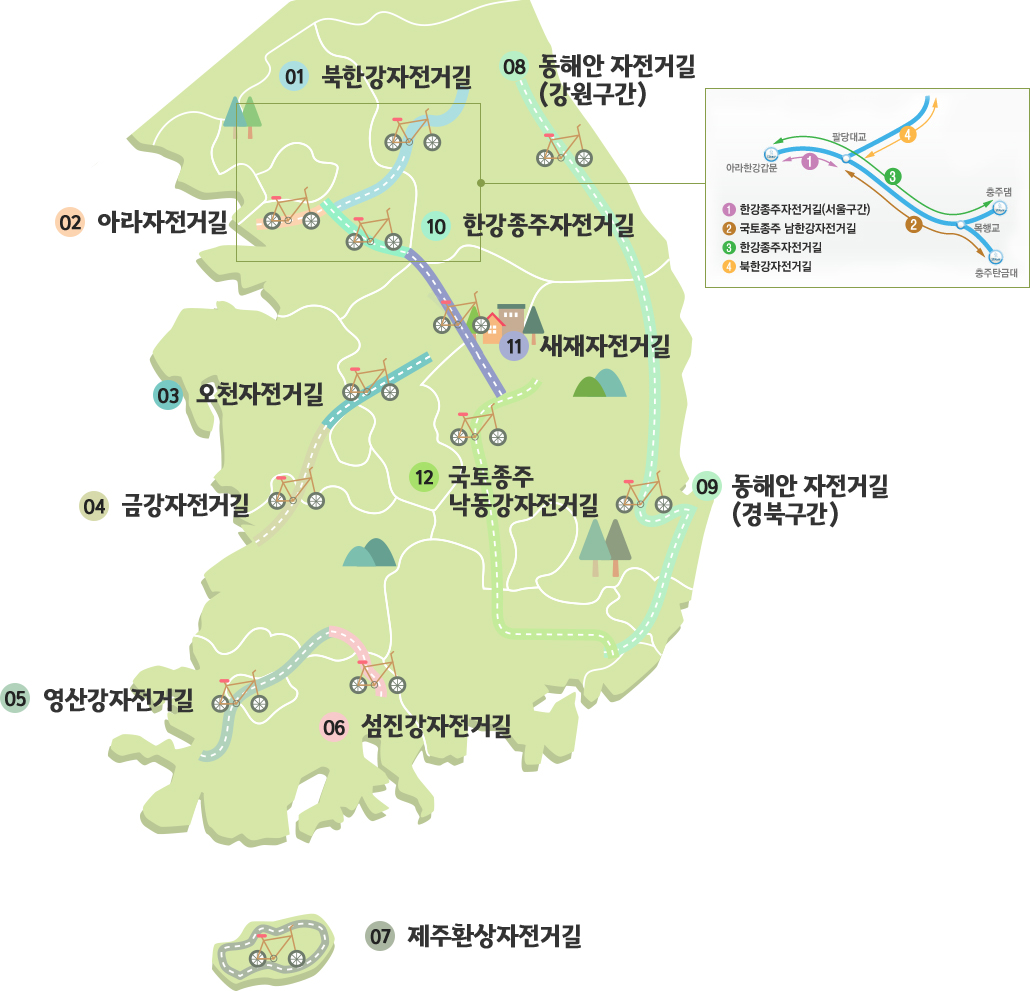 01 북한강자전거길
08 동해안 자전거길
(강원구간)
02 아라자전거길
10 한강종주자전거길
11 새재자전거길
03 오천자전거길
12 국토종주
낙동강자전거길
04 금강자전거길
09 동해안 자전거길
(경북구간)
05 영산강자전거길
06 섬진강자전거길
07 제주환상자전거길
팔당대교
4
아라한강갑문
1
3
충주댐
2
목행교
충주탄금대
1 한강종주자전거길(서울구간)
2 국토종주 남한강자전거길
3 한강종주자전거길
4 북한강자전거길